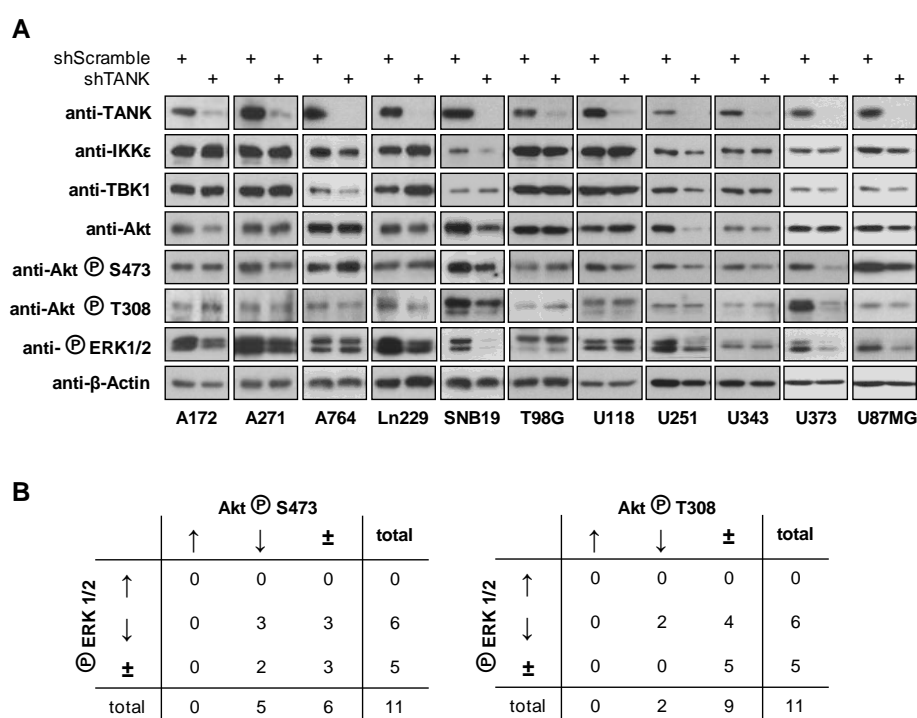 A
shScramble + + + + + + + + + + +
shTANK + + + + + + + + + + +
anti-TANK
anti-IKKε
anti-TBK1
anti-Akt
anti-Akt Ⓟ S473
anti-Akt Ⓟ T308
anti- Ⓟ ERK1/2
anti-β-Actin
A172 A271 A764 Ln229 SNB19 T98G U118 U251 U343 U373 U87MG
B
Akt Ⓟ S473
↑ ↓ ± total
Ⓟ ERK 1/2
↑ 0 0 0 0
↓ 0 3 3 6
± 0 2 3 5
total 0 5 6 11
Akt Ⓟ T308
↑ ↓ ± total
Ⓟ ERK 1/2
↑ 0 0 0 0
↓ 0 2 4 6
± 0 0 5 5
total 0 2 9 11